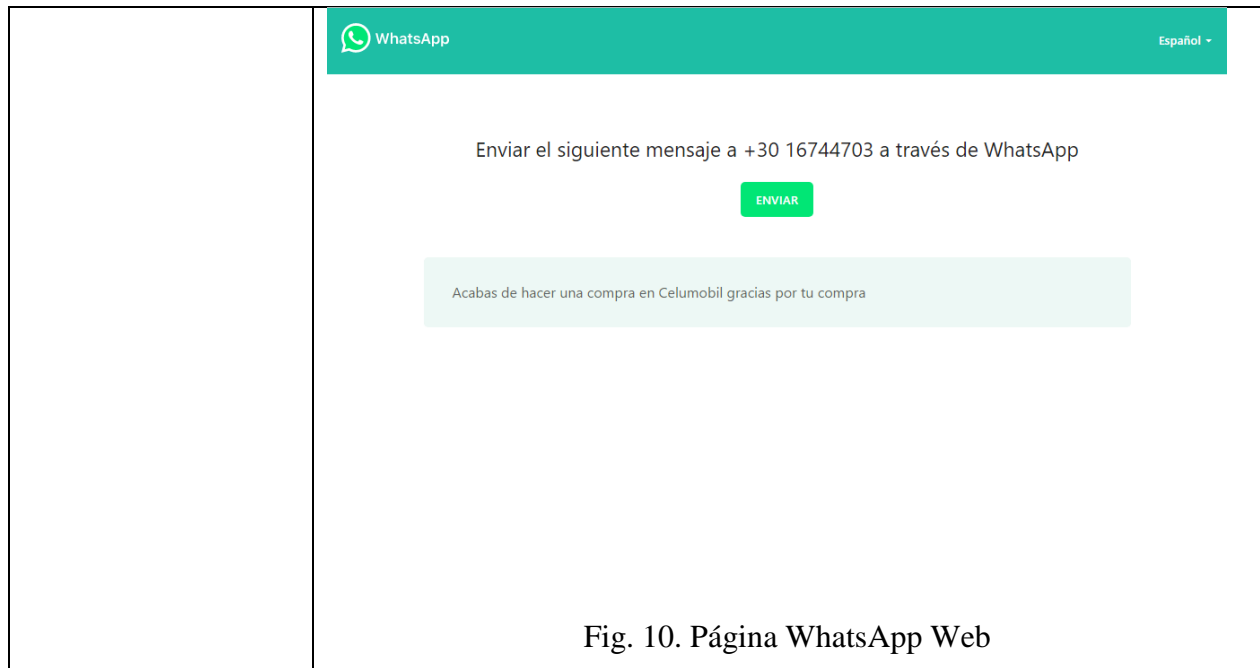 WhatsApp
Español
Enviar el siguiente mensaje a +30 16744703 a través de WhatsApp
ENVIAR
Acabas de hacer una compra en Celumobil gracias por tu compra
Fig. 10. Página WhatsApp Web